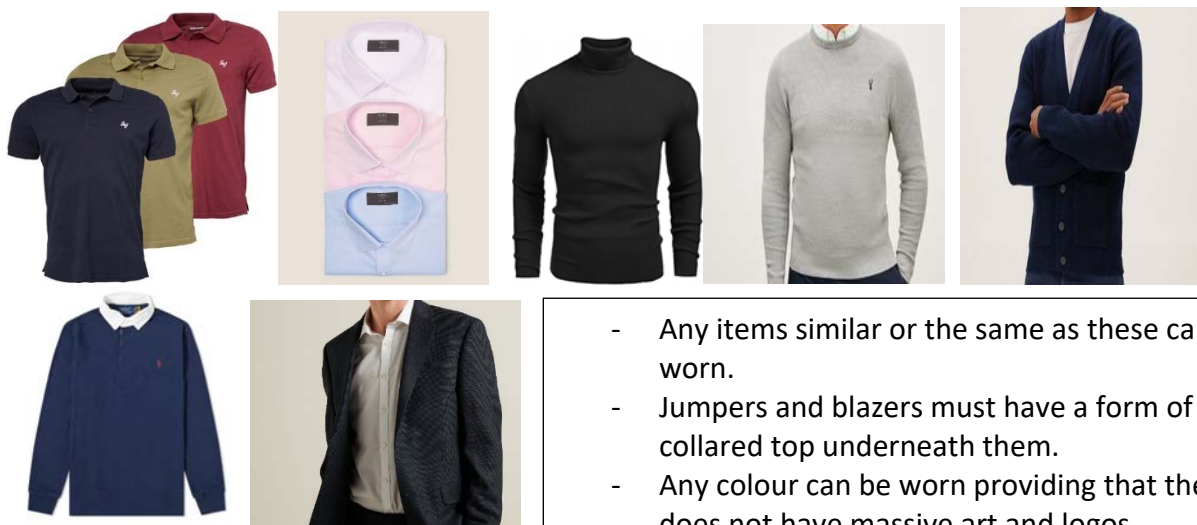 - Any items similar or the same as these ca
worn.
- Jumpers and blazers must have a form of
collared top underneath them.
- Any colour can be worn providing that the
does not have massive art and logos